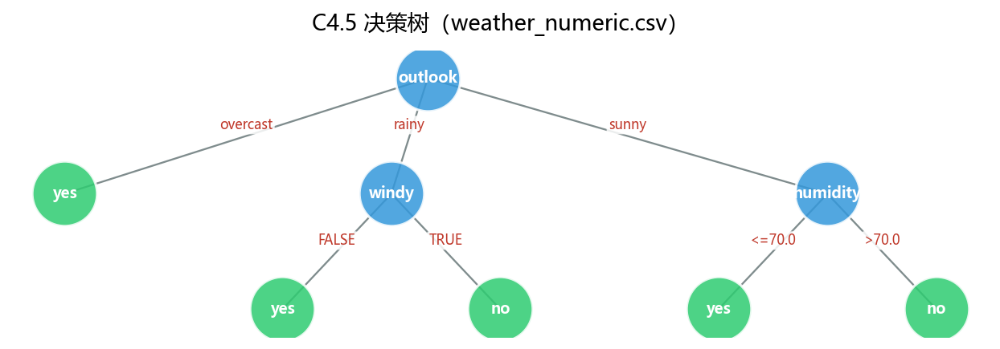 C4.5 决策树（weather_numeric.csv）
outlook
overcast
rainy
sunny
yes
windy
humidity
FALSE
TRUE
<=70.0
>70.0
yes
no
yes
no